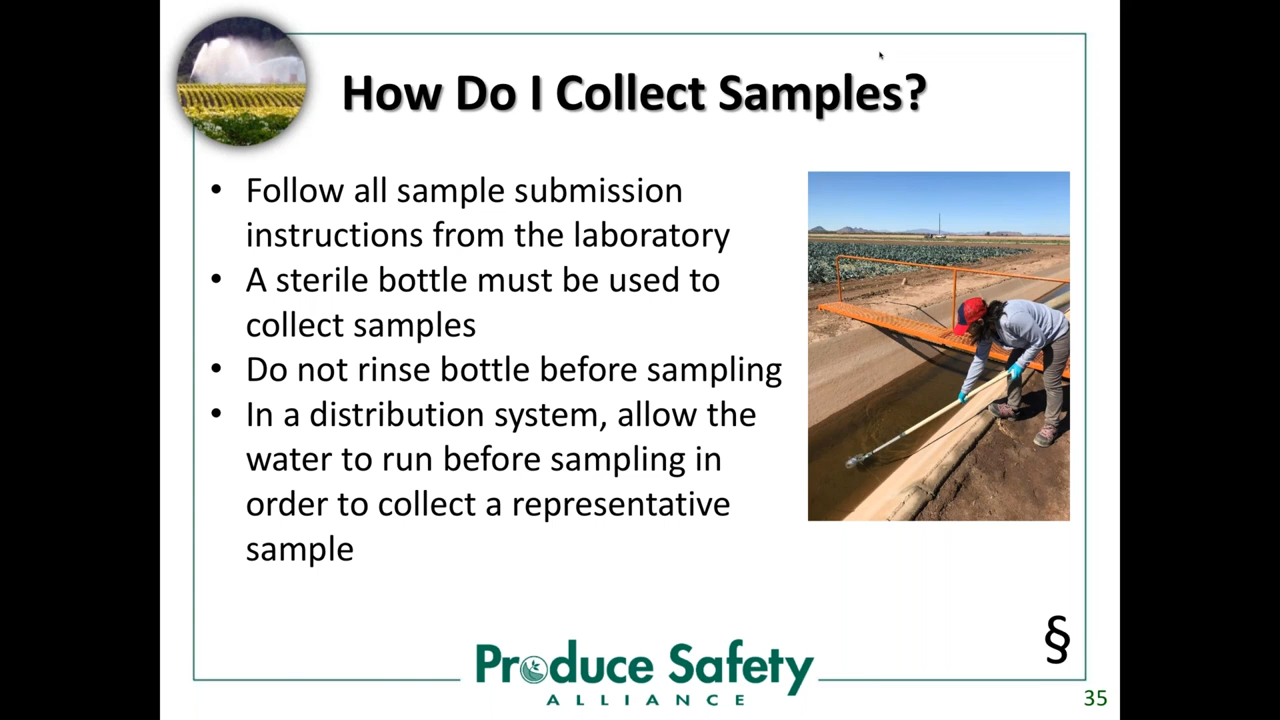 How Do I Collect Samples?
• Follow all sample submission
instructions from the laboratory
• A sterile bottle must be used to
collect samples
• Do not rinse bottle before sampling
• In a distribution system, allow the
water to run before sampling in
order to collect a representative
sample
§
Produce Safety
ALLIANCE
35